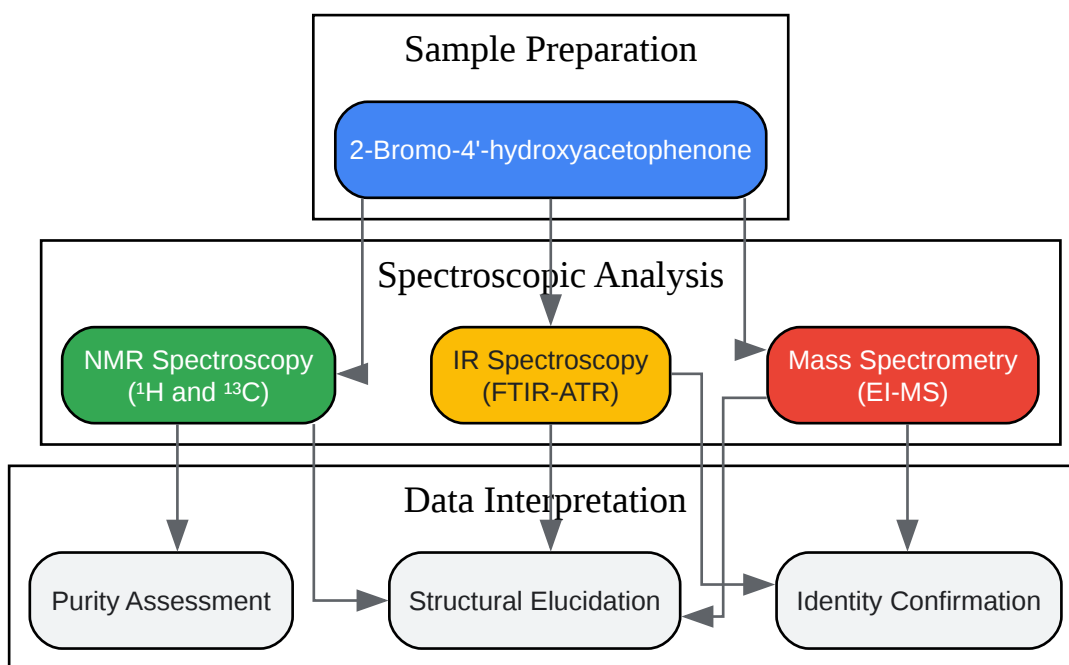 Sample Preparation
2-Bromo-4'-hydroxyacetophenone
Spectroscopic Analysis
NMR Spectroscopy
(¹H and ¹³C)
IR Spectroscopy
(FTIR-ATR)
Mass Spectrometry
(EI-MS)
Data Interpretation
Purity Assessment
Structural Elucidation
Identity Confirmation